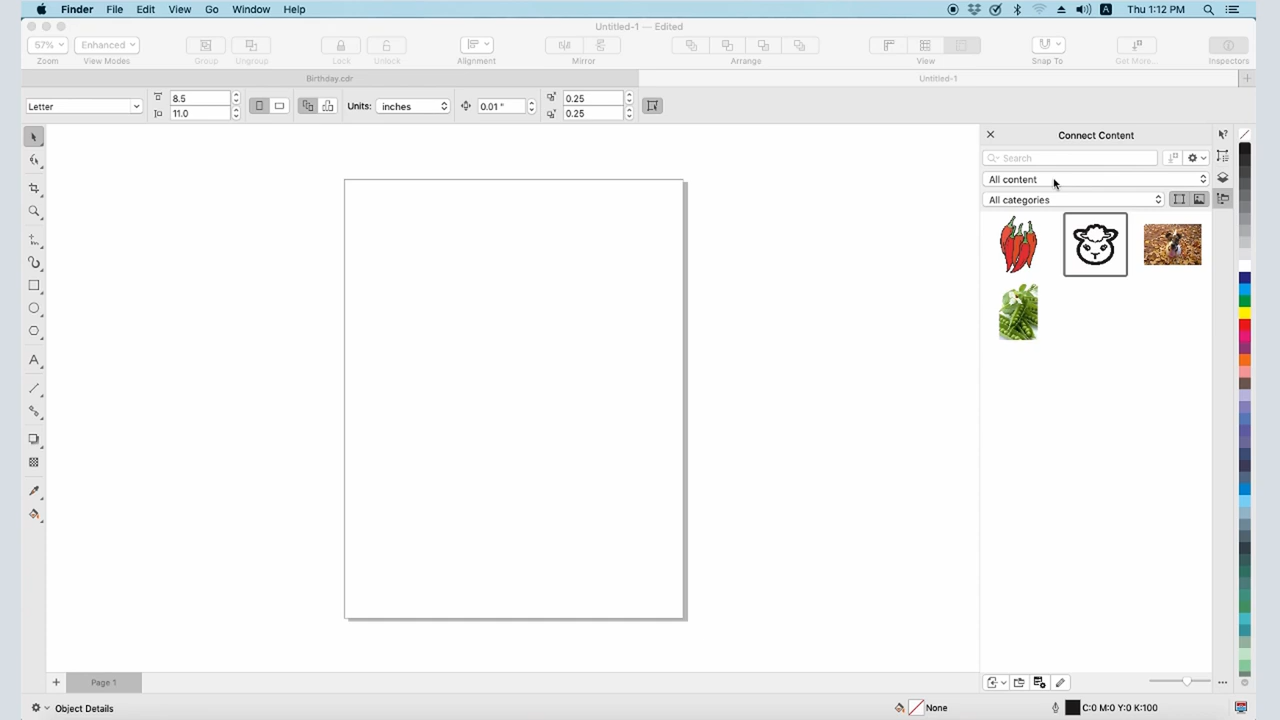 Finder File Edit View Go Window Help
A Thu 1:12 PM
Untitled-1 — Edited
57% Enhanced
Zoom View Modes Group Ungroup Lock Unlock Alignment Mirror Arrange View Snap To Get More... Inspectors
Birthday.cdr Untitled-1
Letter 8.5 11.0 Units: inches 0.01 " 0.25 0.25
Connect Content
Search
All content
All categories
A
Page 1
Object Details None C:0 M:0 Y:0 K:100